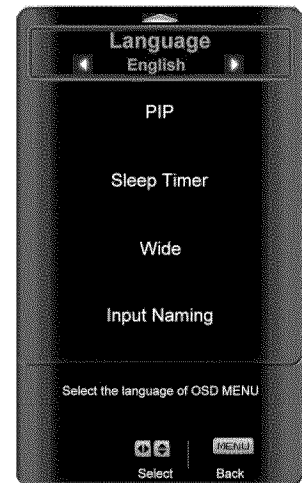 Language
English
PIP
Sleep Timer
Wide
Input Naming
Select the language of OSD MENU
MENU
Select
Back